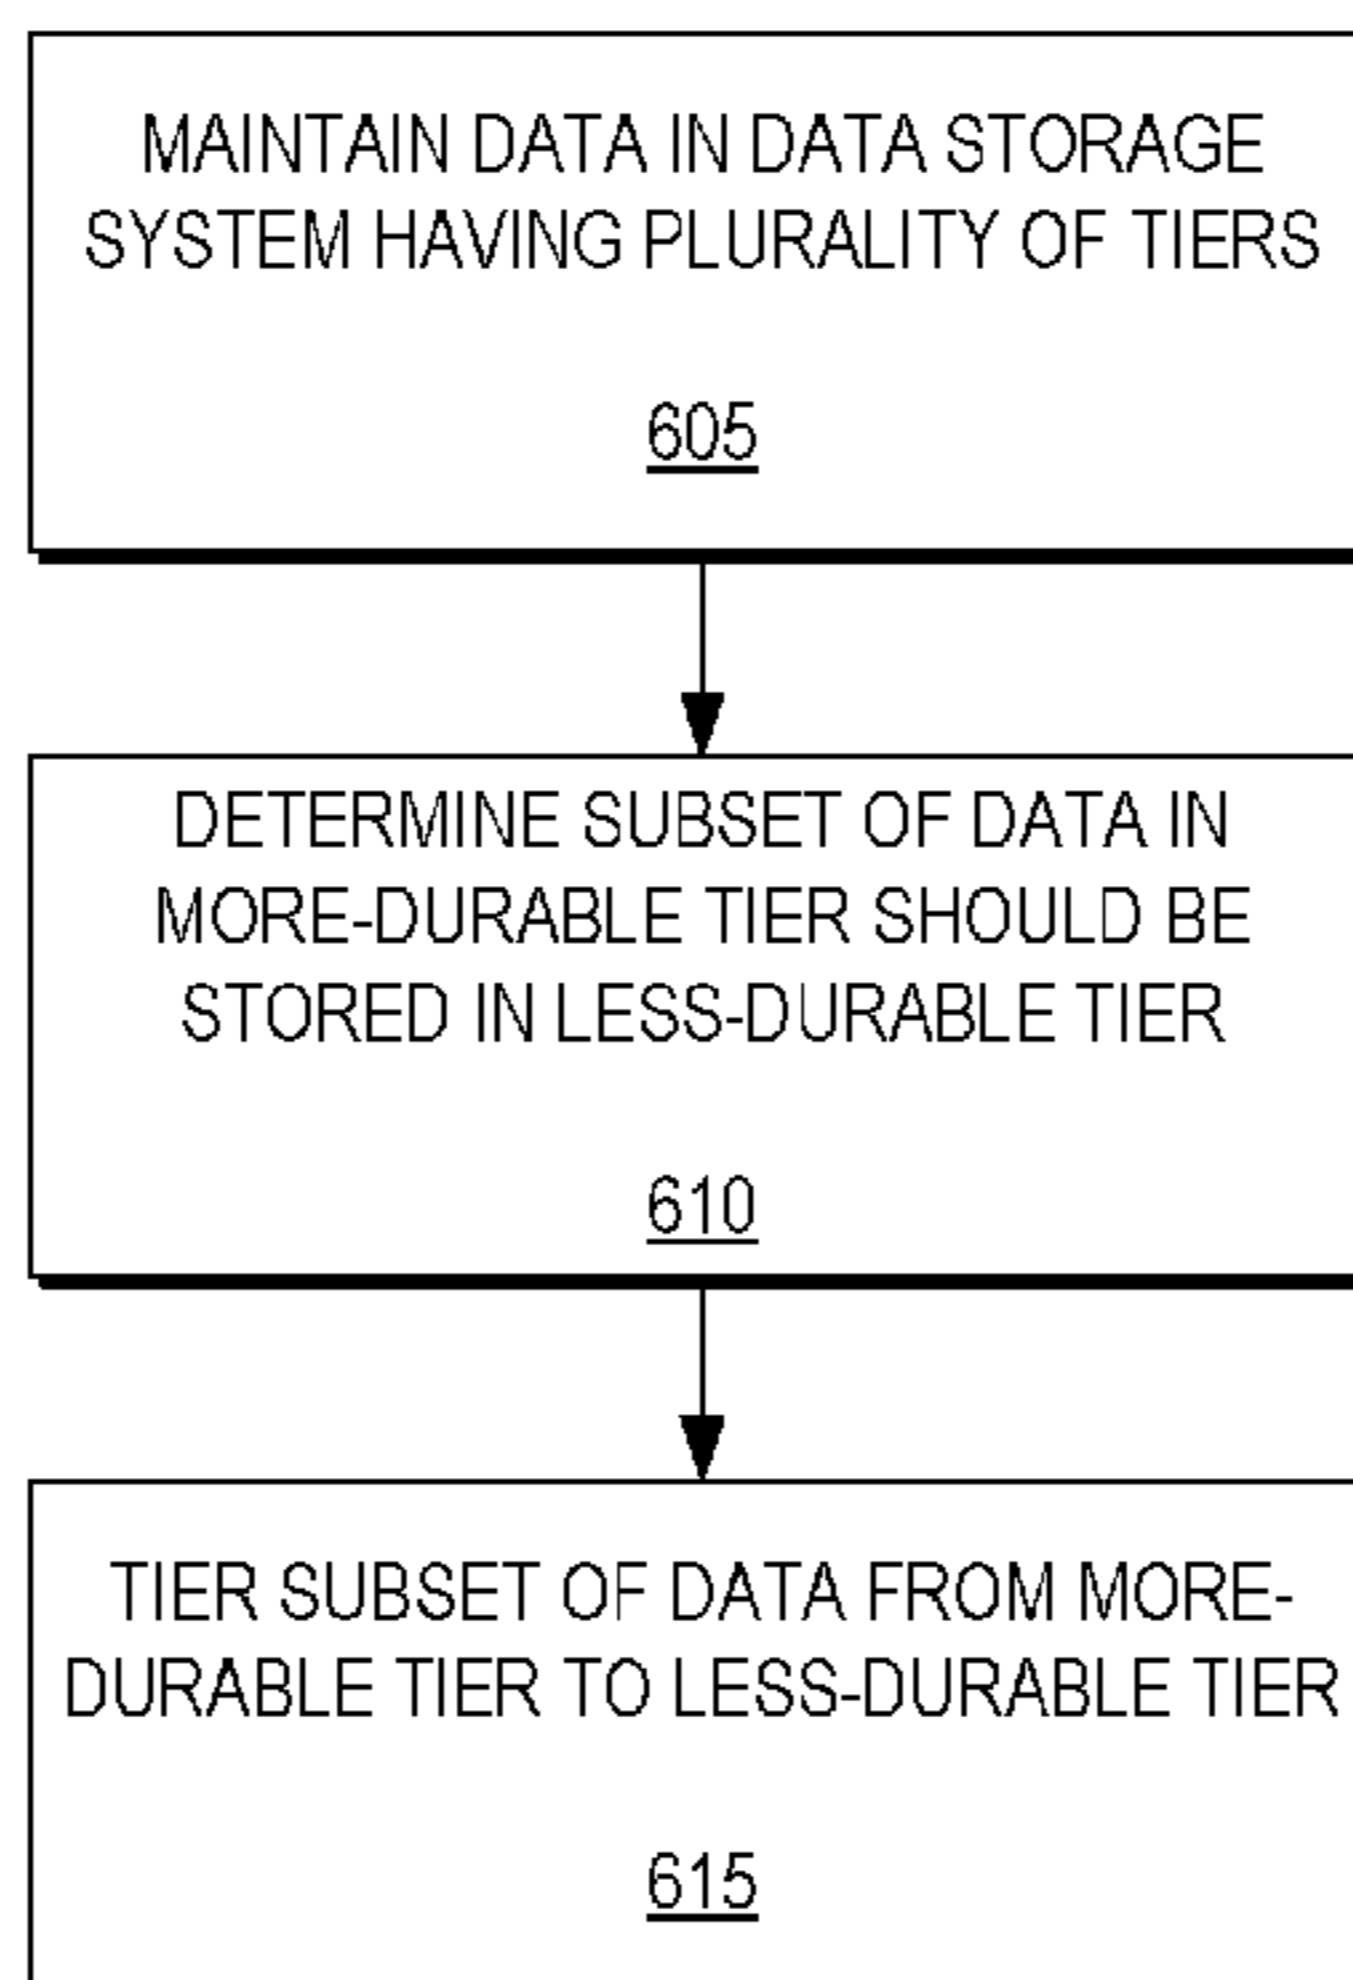 MAINTAIN DATA IN DATA STORAGE
SYSTEM HAVING PLURALITY OF TIERS
605
DETERMINE SUBSET OF DATA IN
MORE-DURABLE TIER SHOULD BE
STORED IN LESS-DURABLE TIER
610
TIER SUBSET OF DATA FROM MORE-
DURABLE TIER TO LESS-DURABLE TIER
615